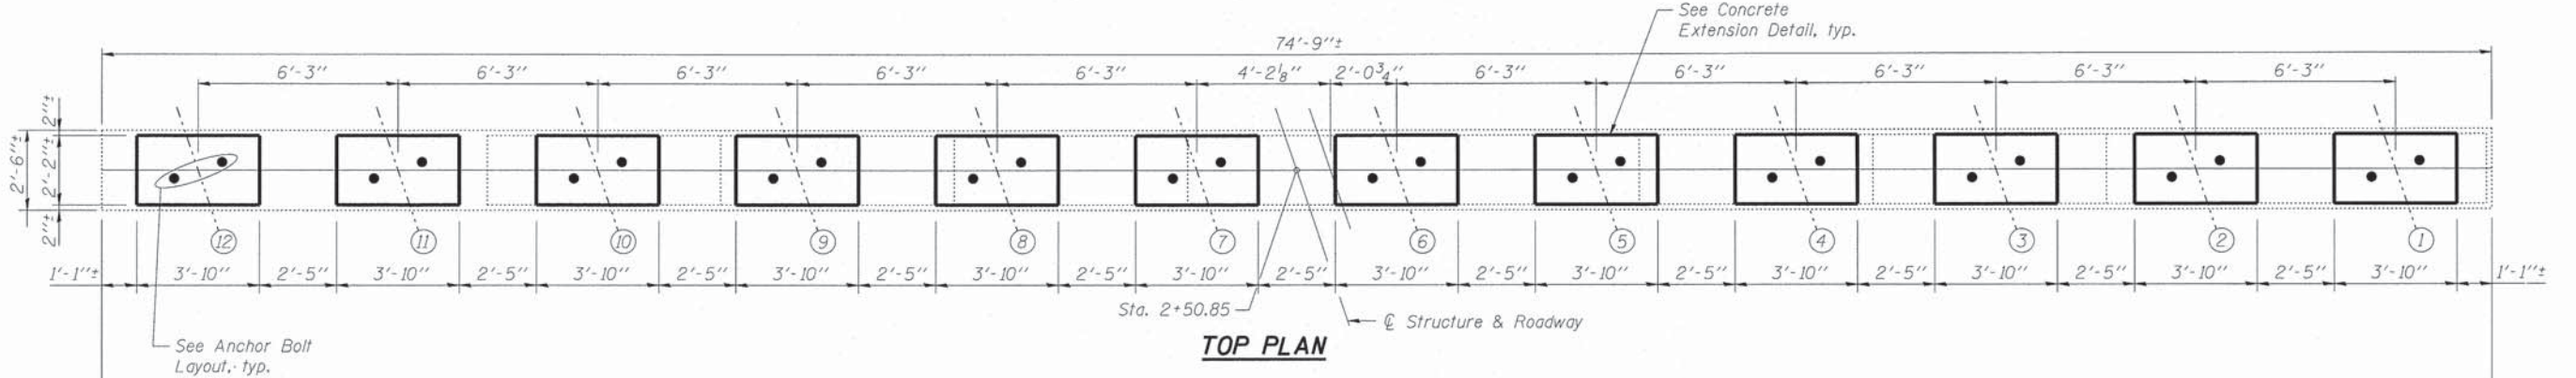 See Concrete
Extension Detail, typ.
74'-9"±
6'-3" 6'-3" 6'-3" 6'-3" 6'-3" 4'-2⅛" 2'-0¾" 6'-3" 6'-3" 6'-3" 6'-3" 6'-3"
2"±
2'-6"±
2'-2"±
2"±
12 11 10 9 8 7 6 5 4 3 2 1
1'-1"± 3'-10" 2'-5" 3'-10" 2'-5" 3'-10" 2'-5" 3'-10" 2'-5" 3'-10" 2'-5" 3'-10" 2'-5" 3'-10" 2'-5" 3'-10" 2'-5" 3'-10" 2'-5" 3'-10" 2'-5" 3'-10" 2'-5" 3'-10" 1'-1"±
Sta. 2+50.85
℄ Structure & Roadway
TOP PLAN
See Anchor Bolt
Layout, typ.